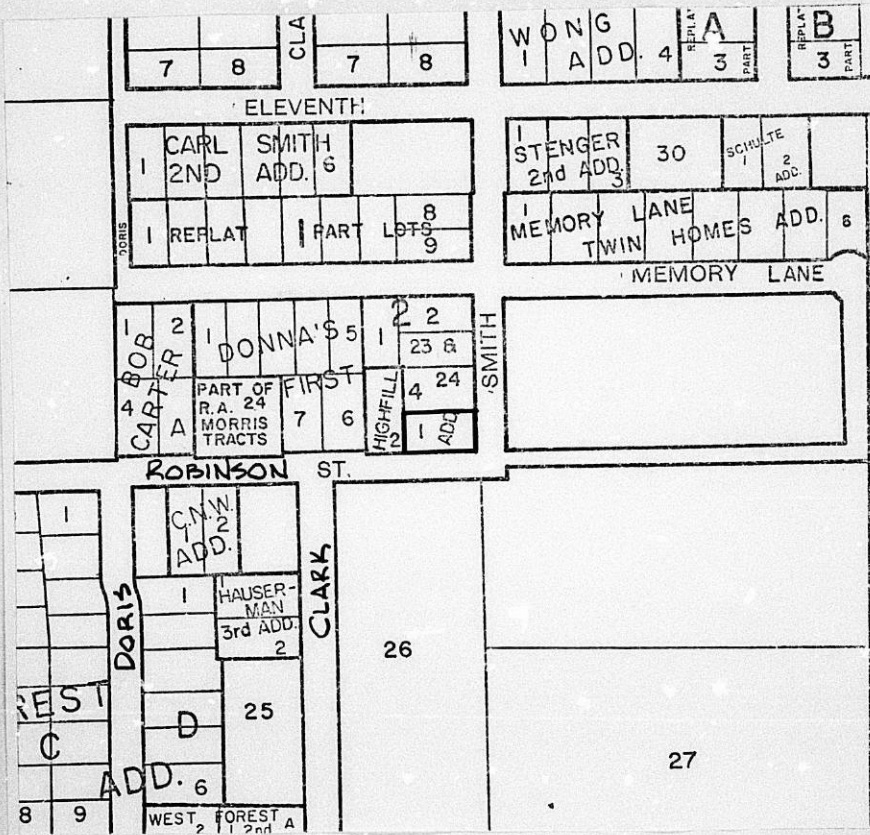 CLA
WONG
1 ADD. 4
REPLAT A
3 PART
REPLAT B
3 PART
7 8 7 8
ELEVENTH
1 CARL SMITH
2ND ADD. 6
1 STENGER
2nd ADD. 3
30
SCHULTE
1 2
ADD.
DORIS
1 REPLAT 1 PART LOTS 8
9
1 MEMORY LANE
TWIN HOMES ADD. 6
MEMORY LANE
1 2
BOB
CARTER
4 A
1 DONNA'S 5
FIRST
7 6
PART OF
R.A. 24
MORRIS
TRACTS
1 2 2
23 &
4 24
HIGHFILL
2
1 ADD
SMITH
ROBINSON ST.
1
C.N.W.
1 2
ADD.
DORIS
1
HAUSER-
1 MAN
3rd ADD.
2
CLARK
26
REST
C
D
25
27
ADD. 6
8 9
WEST FOREST A
2 1 2nd